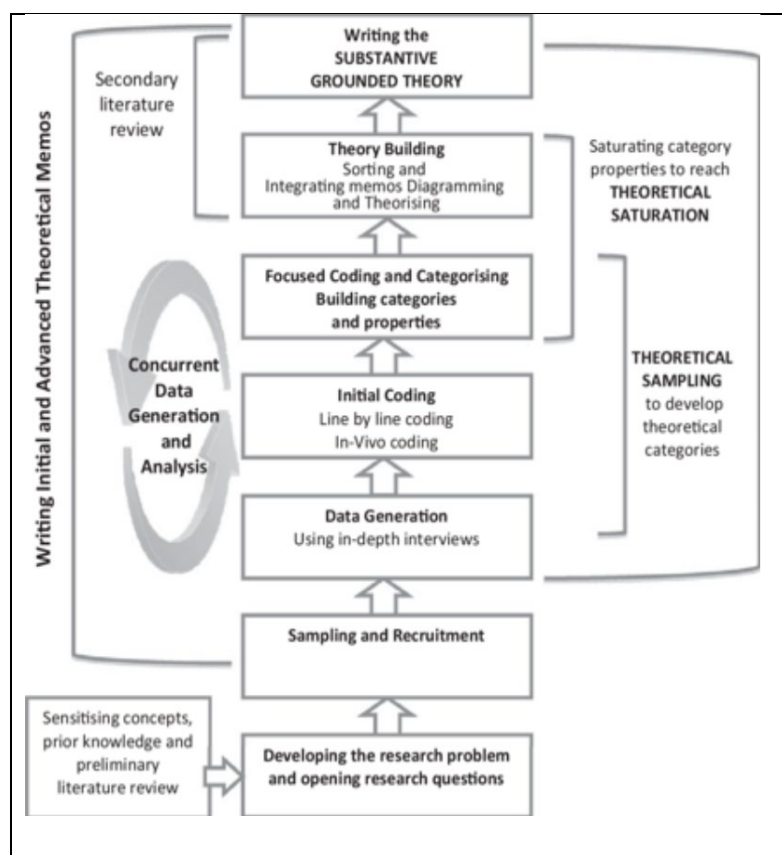 Writing the
SUBSTANTIVE
GROUNDED THEORY
Secondary
literature
review
Theory Building
Sorting and
Integrating memos Diagramming
and Theorising
Saturating category
properties to reach
THEORETICAL
SATURATION
Writing Initial and Advanced Theoretical Memos
Focused Coding and Categorising
Building categories
and properties
Concurrent
Data
Generation
and
Analysis
Initial Coding
Line by line coding
In-Vivo coding
THEORETICAL
SAMPLING
to develop
theoretical
categories
Data Generation
Using in-depth interviews
Sampling and Recruitment
Sensitising concepts,
prior knowledge and
preliminary
literature review
Developing the research problem
and opening research questions